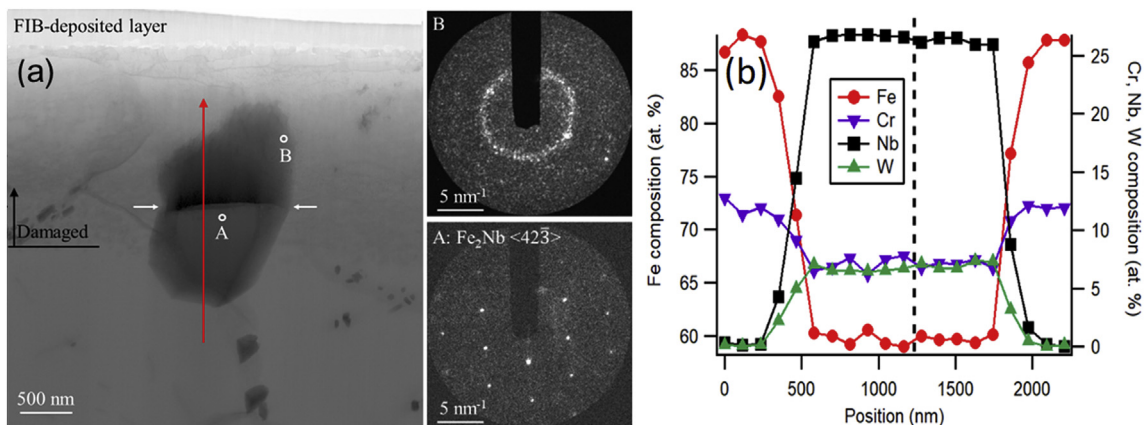 FIB-deposited layer
(a)
B
A
Damaged
500 nm
B
5 nm⁻¹
A: Fe₂Nb <423̄>
5 nm⁻¹
(b)
Fe
Cr
Nb
W
Fe composition (at. %)
85
80
75
70
65
60
Cr, Nb, W composition (at. %)
25
20
15
10
5
0
0
500
1000
1500
2000
Position (nm)